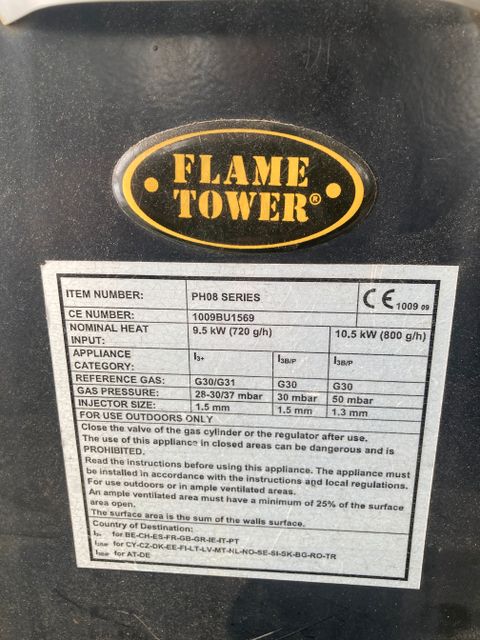 FLAME
TOWER®
ITEM NUMBER: PH08 SERIES CE 1009 09
CE NUMBER: 1009BU1569
NOMINAL HEAT INPUT: 9.5 kW (720 g/h) 10.5 kW (800 g/h)
APPLIANCE CATEGORY: I3+ I3B/P I3B/P
REFERENCE GAS: G30/G31 G30 G30
GAS PRESSURE: 28-30/37 mbar 30 mbar 50 mbar
INJECTOR SIZE: 1.5 mm 1.5 mm 1.3 mm
FOR USE OUTDOORS ONLY
Close the valve of the gas cylinder or the regulator after use.
The use of this appliance in closed areas can be dangerous and is
PROHIBITED.
Read the instructions before using this appliance. The appliance must
be installed in accordance with the instructions and local regulations.
For use outdoors or in ample ventilated areas.
An ample ventilated area must have a minimum of 25% of the surface
area open.
The surface area is the sum of the walls surface.
Country of Destination:
I3+ for BE-CH-ES-FR-GB-GR-IE-IT-PT
I3B/P for CY-CZ-DK-EE-FI-LT-LV-MT-NL-NO-SE-SI-SK-BG-RO-TR
I3B/P for AT-DE